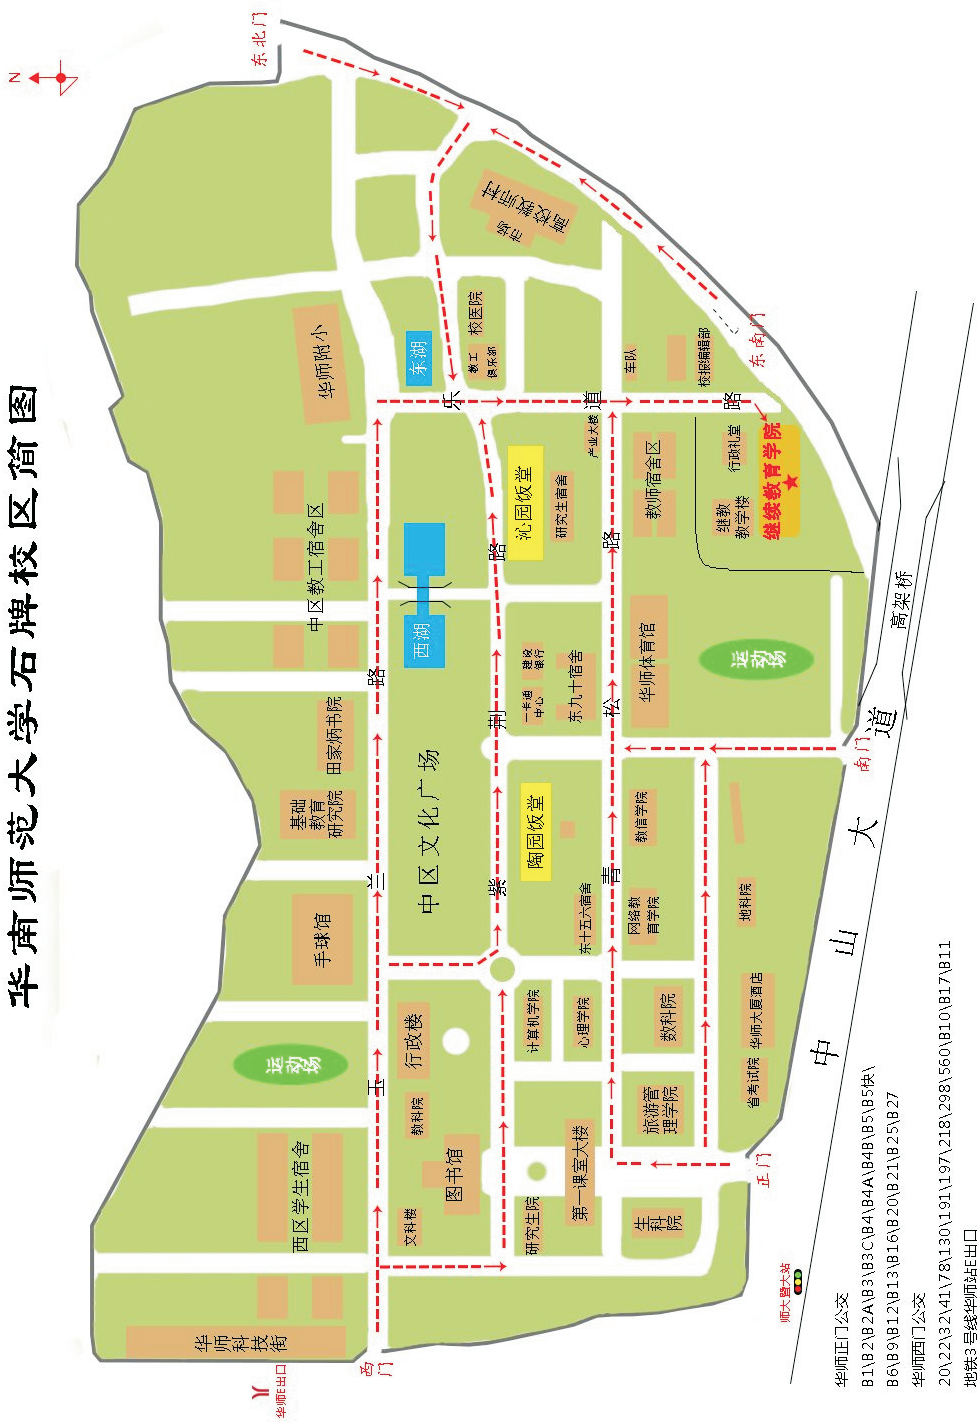 华南师范大学石牌校区简图
N
东北门
高校教师村
市场
华师附小
东湖
校医院
教工
俱乐部
车队
校报编辑部
东南门
乐
道
路
产业大楼
沁园饭堂
研究生宿舍
教师宿舍区
行政礼堂
继教
教学楼
继续教育学院
中区教工宿舍区
西湖
路
路
路
建设
银行
一卡通
中心
东九十宿舍
华师体育馆
运动场
高架桥
田家炳书院
荆
松
基础
教育
研究院
中区文化广场
陶园饭堂
教信学院
南门
兰
紫
青
东十五六宿舍
网络教
育学院
地科院
手球馆
中山大道
运动场
行政楼
计算机学院
心理学院
数科院
华师大厦酒店
玉
教科院
旅游管
理学院
省考试院
西区学生宿舍
图书馆
第一课室大楼
正门
文科楼
研究生院
生
科
院
华师
科技
街
西门
华师E出口
师大暨大站
华师正门公交
B1\B2\B2A\B3\B3C\B4\B4A\B4B\B5\B5快\
B6\B9\B12\B13\B16\B20\B21\B25\B27
华师西门公交
20\22\32\41\78\130\191\197\218\298\560\B10\B17\B11
地铁3号线华师站E出口